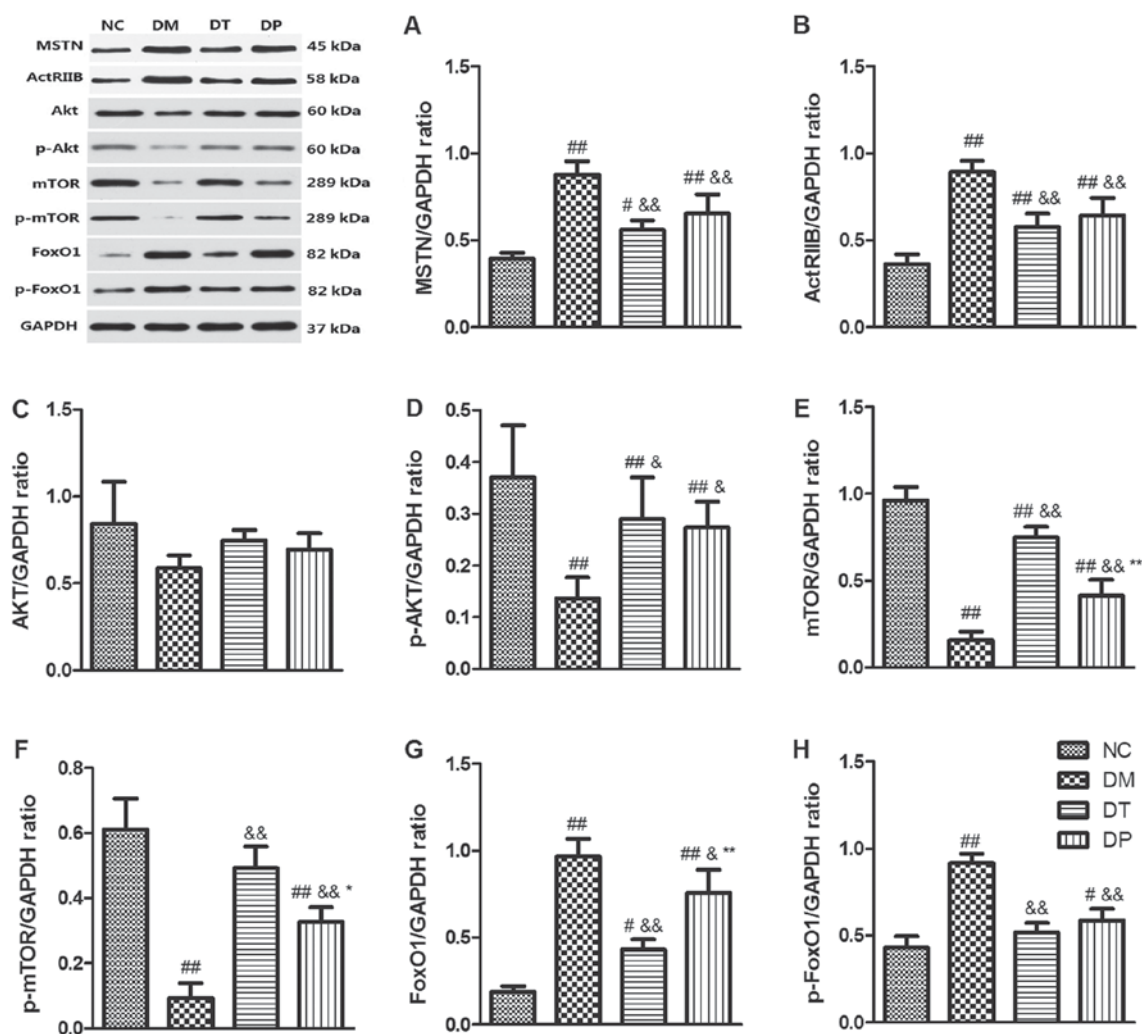 NC DM DT DP
MSTN 45 kDa
ActRIIB 58 kDa
Akt 60 kDa
p-Akt 60 kDa
mTOR 289 kDa
p-mTOR 289 kDa
FoxO1 82 kDa
p-FoxO1 82 kDa
GAPDH 37 kDa
A
MSTN/GAPDH ratio
1.5
1.0
0.5
0.0
##
# &&
## &&
B
ActRIIB/GAPDH ratio
1.5
1.0
0.5
0.0
##
## &&
## &&
C
AKT/GAPDH ratio
1.5
1.0
0.5
0.0
D
p-AKT/GAPDH ratio
0.5
0.4
0.3
0.2
0.1
0.0
##
## &
## &
E
mTOR/GAPDH ratio
1.5
1.0
0.5
0.0
##
## &&
## && **
F
p-mTOR/GAPDH ratio
0.8
0.6
0.4
0.2
0.0
##
&&
## && *
G
FoxO1/GAPDH ratio
1.5
1.0
0.5
0.0
##
# &&
## & **
H
p-FoxO1/GAPDH ratio
1.5
1.0
0.5
0.0
##
&&
# &&
NC
DM
DT
DP